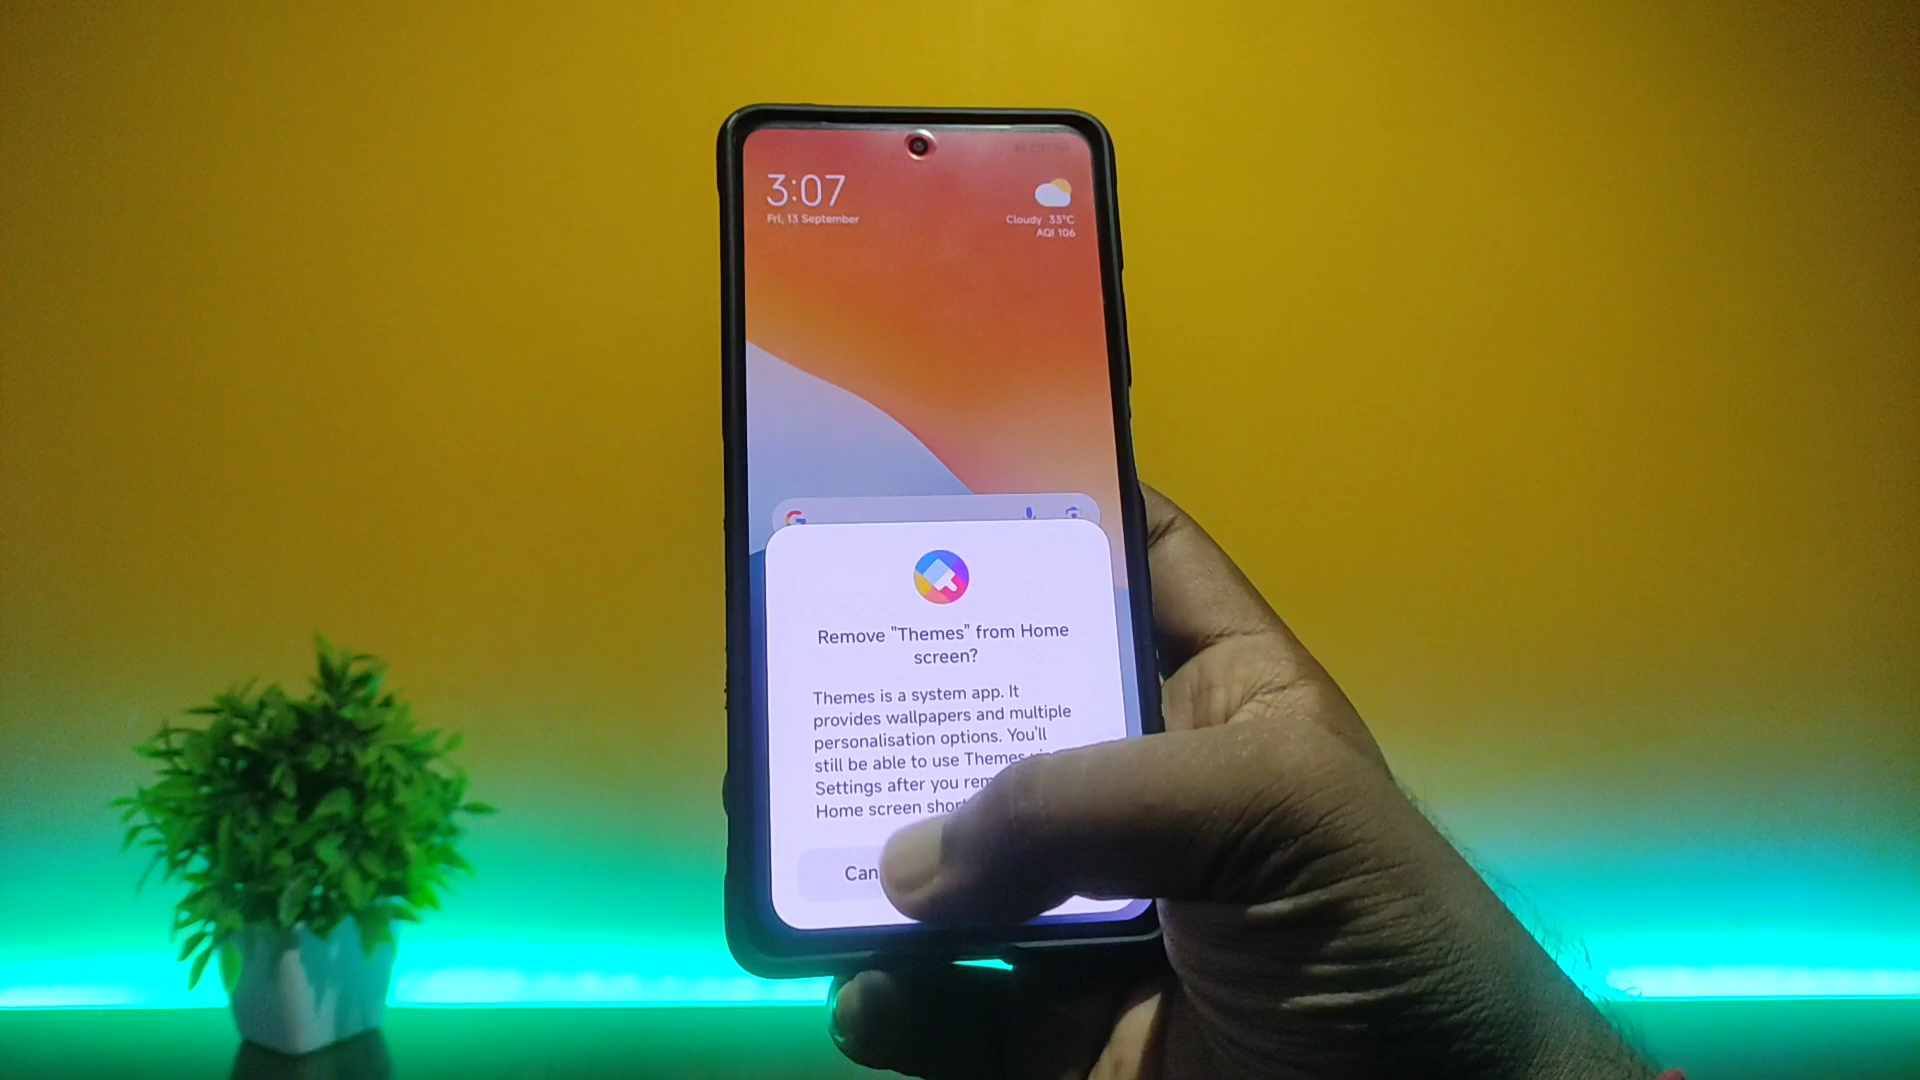 3:07
Fri, 13 September
Cloudy 33°C
AQI 106
Remove "Themes" from Home
screen?
Themes is a system app. It
provides wallpapers and multiple
personalisation options. You'll
still be able to use Themes
Settings after you
Home screen